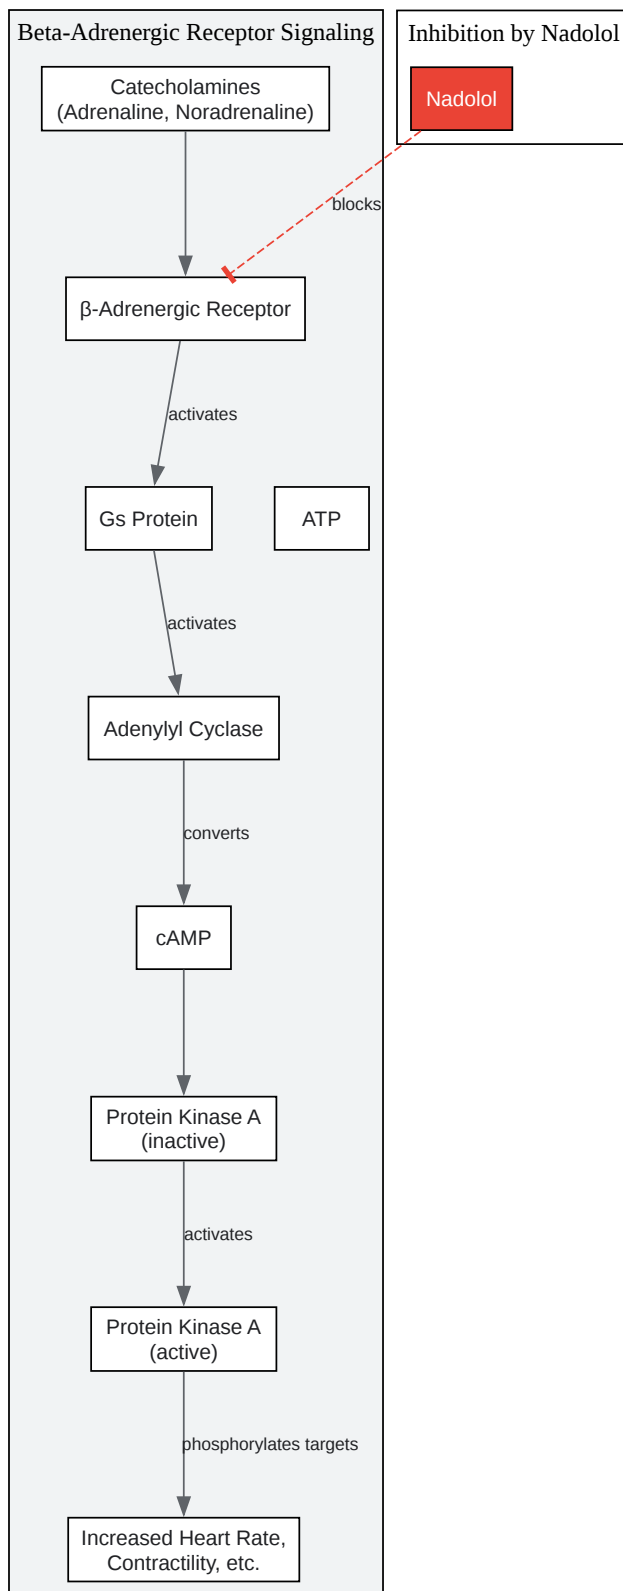 Beta-Adrenergic Receptor Signaling
Inhibition by Nadolol
Catecholamines
(Adrenaline, Noradrenaline)
Nadolol
blocks
β-Adrenergic Receptor
activates
Gs Protein
ATP
activates
Adenylyl Cyclase
converts
cAMP
Protein Kinase A
(inactive)
activates
Protein Kinase A
(active)
phosphorylates targets
Increased Heart Rate,
Contractility, etc.